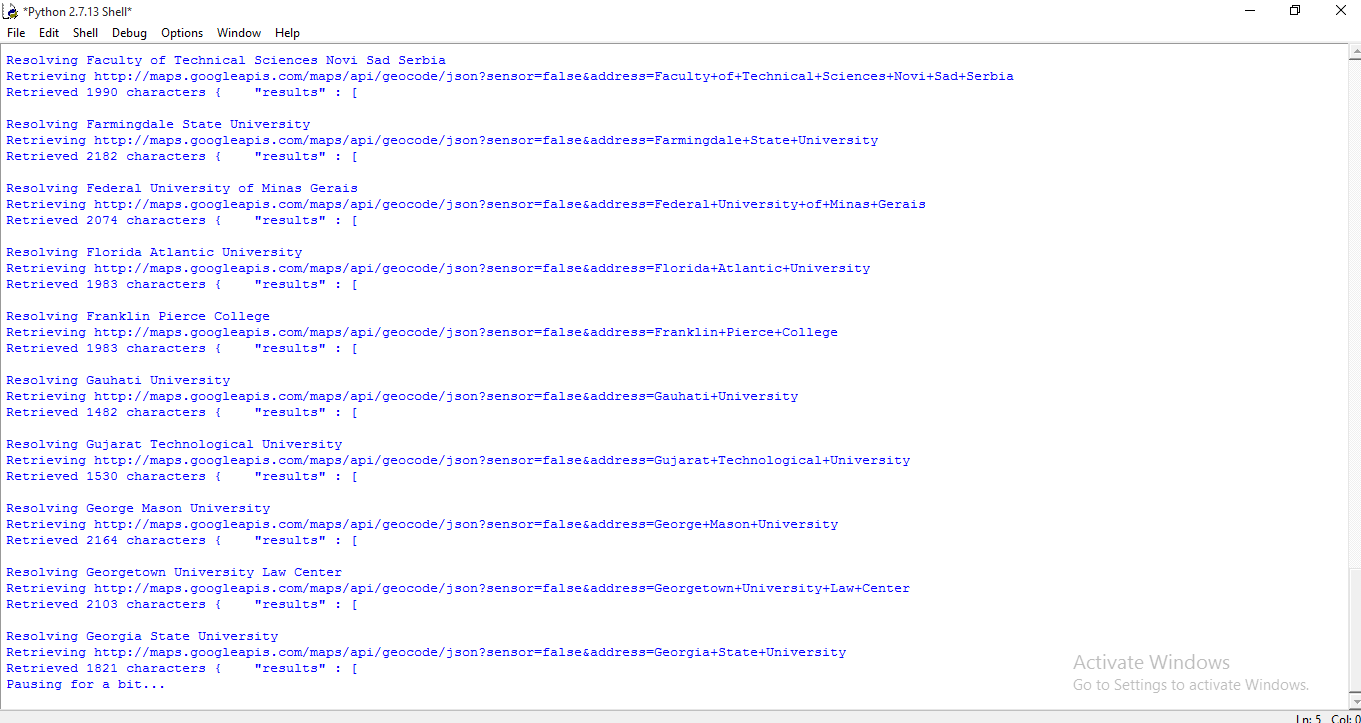 *Python 2.7.13 Shell*
File Edit Shell Debug Options Window Help
Resolving Faculty of Technical Sciences Novi Sad Serbia
Retrieving http://maps.googleapis.com/maps/api/geocode/json?sensor=false&address=Faculty+of+Technical+Sciences+Novi+Sad+Serbia
Retrieved 1990 characters {    "results" : [
Resolving Farmingdale State University
Retrieving http://maps.googleapis.com/maps/api/geocode/json?sensor=false&address=Farmingdale+State+University
Retrieved 2182 characters {    "results" : [
Resolving Federal University of Minas Gerais
Retrieving http://maps.googleapis.com/maps/api/geocode/json?sensor=false&address=Federal+University+of+Minas+Gerais
Retrieved 2074 characters {    "results" : [
Resolving Florida Atlantic University
Retrieving http://maps.googleapis.com/maps/api/geocode/json?sensor=false&address=Florida+Atlantic+University
Retrieved 1983 characters {    "results" : [
Resolving Franklin Pierce College
Retrieving http://maps.googleapis.com/maps/api/geocode/json?sensor=false&address=Franklin+Pierce+College
Retrieved 1983 characters {    "results" : [
Resolving Gauhati University
Retrieving http://maps.googleapis.com/maps/api/geocode/json?sensor=false&address=Gauhati+University
Retrieved 1482 characters {    "results" : [
Resolving Gujarat Technological University
Retrieving http://maps.googleapis.com/maps/api/geocode/json?sensor=false&address=Gujarat+Technological+University
Retrieved 1530 characters {    "results" : [
Resolving George Mason University
Retrieving http://maps.googleapis.com/maps/api/geocode/json?sensor=false&address=George+Mason+University
Retrieved 2164 characters {    "results" : [
Resolving Georgetown University Law Center
Retrieving http://maps.googleapis.com/maps/api/geocode/json?sensor=false&address=Georgetown+University+Law+Center
Retrieved 2103 characters {    "results" : [
Resolving Georgia State University
Retrieving http://maps.googleapis.com/maps/api/geocode/json?sensor=false&address=Georgia+State+University
Retrieved 1821 characters {    "results" : [
Pausing for a bit...
Activate Windows
Go to Settings to activate Windows.
Ln: 5 Col: 0